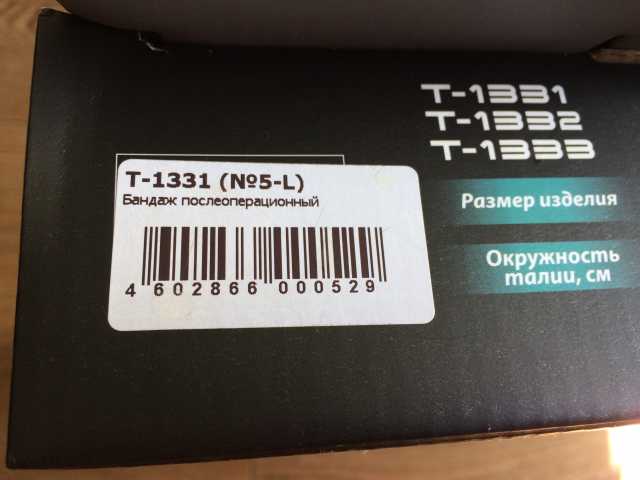 T-1331
T-1332
T-1333
T-1331 (№5-L)
Бандаж послеоперационный
4 602866 000529
Размер изделия
Окружность
талии, см